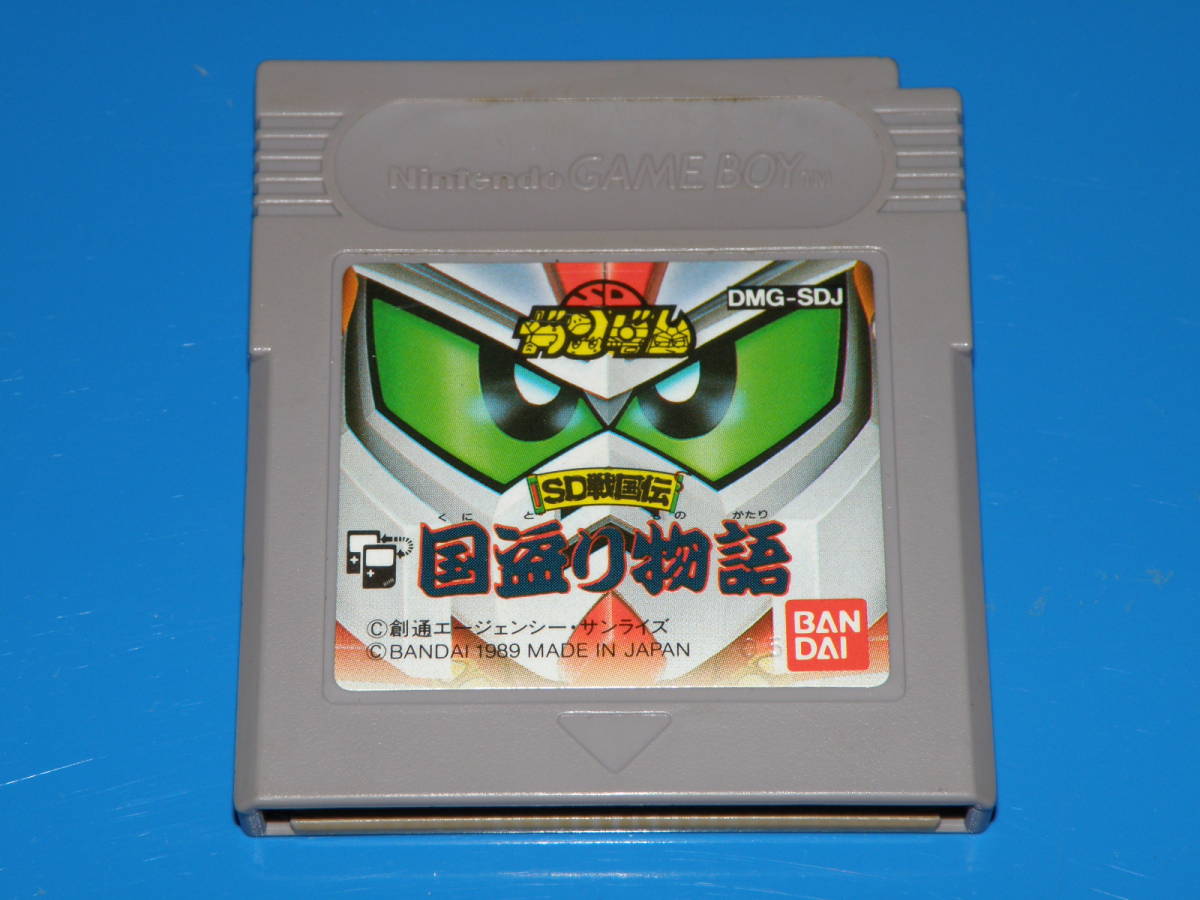 Nintendo GAME BOY TM
SD
ガンダム
DMG-SDJ
SD戦国伝
くに と もの がたり
国盗り物語
©創通エージェンシー・サンライズ
©BANDAI 1989 MADE IN JAPAN
BAN
DAI